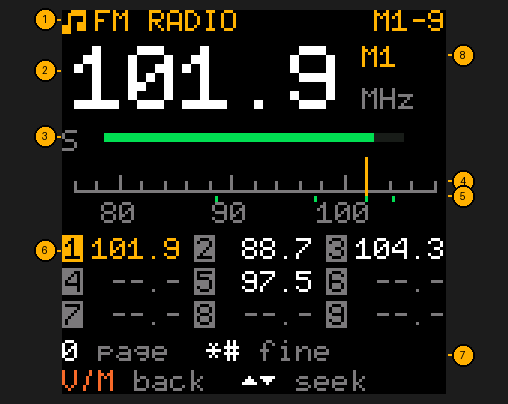 1 FM RADIO M1-9
2 101.9 M1 8
MHz
3 S
4
5
80 90 100
6 1 101.9 2 88.7 3 104.3
4 --.- 5 97.5 6 --.-
7 --.- 8 --.- 9 --.-
0 page *# fine 7
V/M back ▲▼ seek